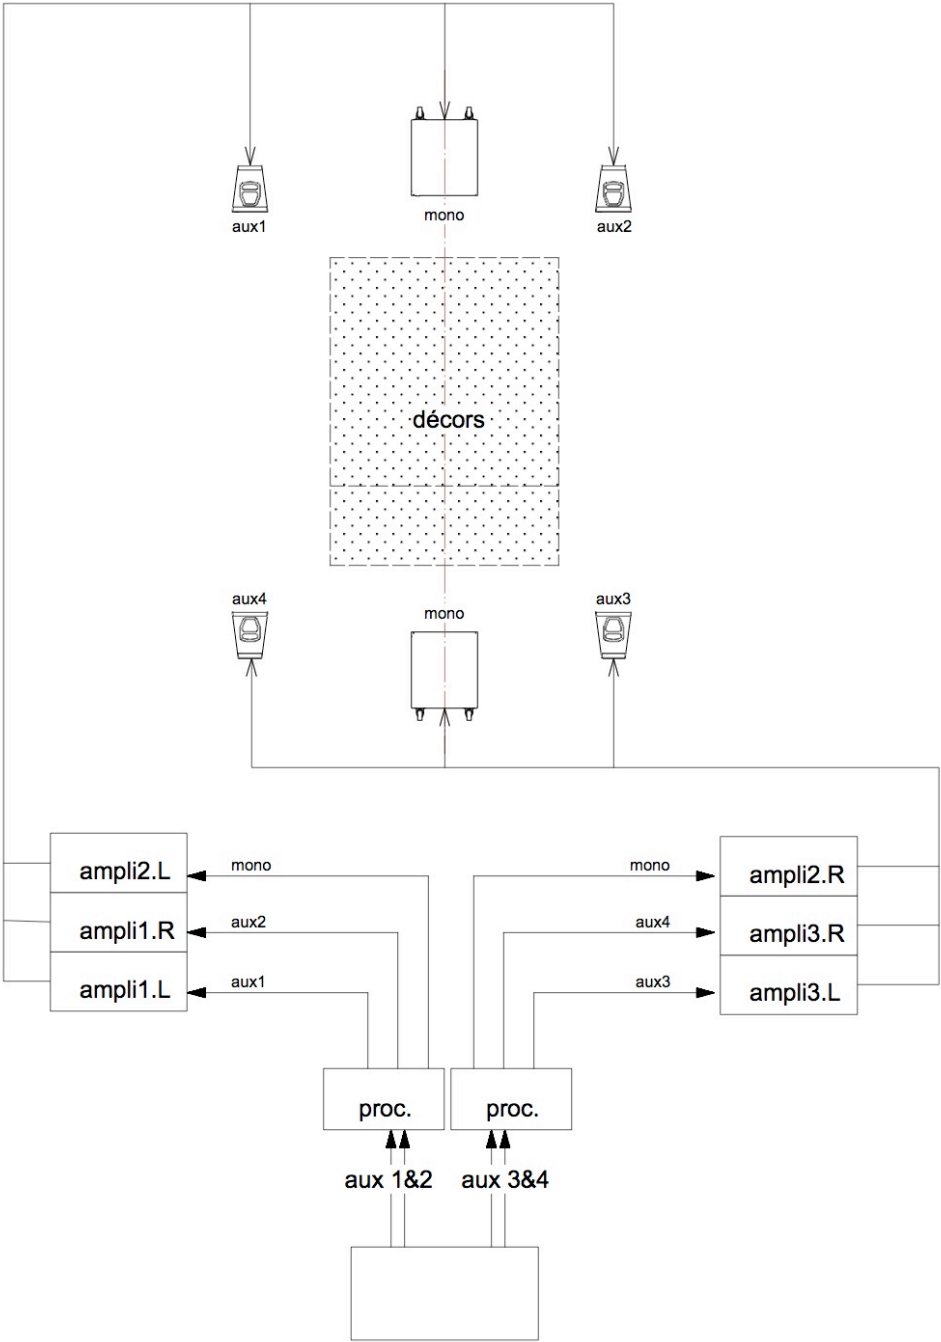 aux1
mono
aux2
décors
aux4
mono
aux3
ampli2.L
mono
mono
ampli2.R
ampli1.R
aux2
aux4
ampli3.R
ampli1.L
aux1
aux3
ampli3.L
proc.
proc.
aux 1&2
aux 3&4